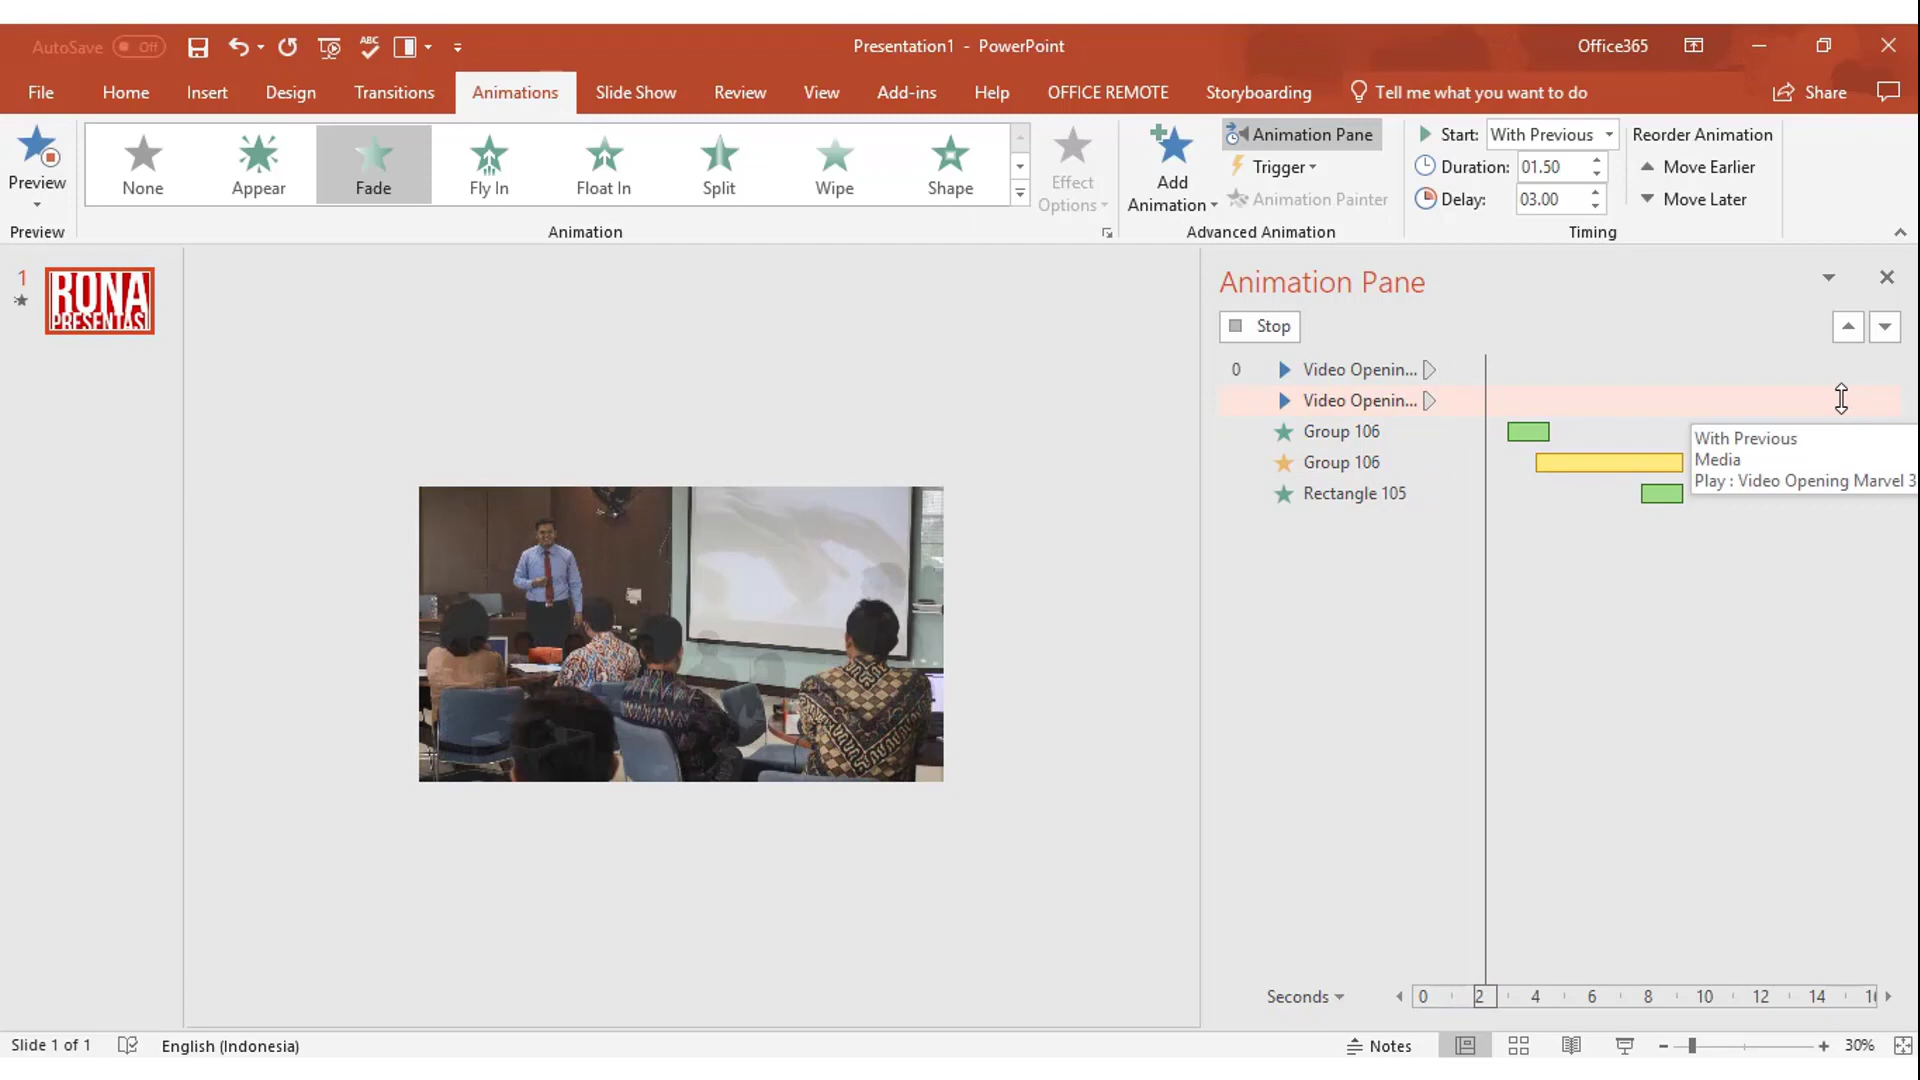 AutoSave Off
Presentation1 - PowerPoint
Office365
File Home Insert Design Transitions Animations Slide Show Review View Add-ins Help OFFICE REMOTE Storyboarding Tell me what you want to do Share
Preview
None Appear Fade Fly In Float In Split Wipe Shape
Effect Options
Add Animation
Animation Pane
Trigger
Animation Painter
Start: With Previous
Duration: 01.50
Delay: 03.00
Reorder Animation
Move Earlier
Move Later
Preview Animation Advanced Animation Timing
1
RONA
PRESENTASI
Animation Pane
Stop
0 Video Openin...
Video Openin...
Group 106
Group 106
Rectangle 105
With Previous
Media
Play : Video Opening Marvel 3
Seconds 0 2 4 6 8 10 12 14
Slide 1 of 1 English (Indonesia) Notes 30%